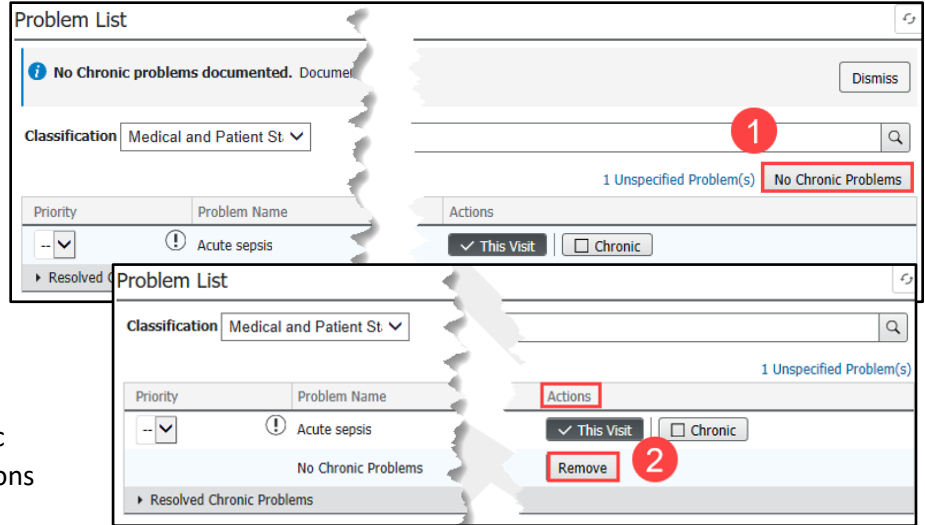 Problem List
No Chronic problems documented. Documen
Dismiss
Classification Medical and Patient St
1
1 Unspecified Problem(s) No Chronic Problems
Priority Problem Name Actions
-- Acute sepsis This Visit Chronic
Resolved
Problem List
Classification Medical and Patient St
1 Unspecified Problem(s)
Priority Problem Name Actions
-- Acute sepsis This Visit Chronic
No Chronic Problems Remove 2
Resolved Chronic Problems
c
ons